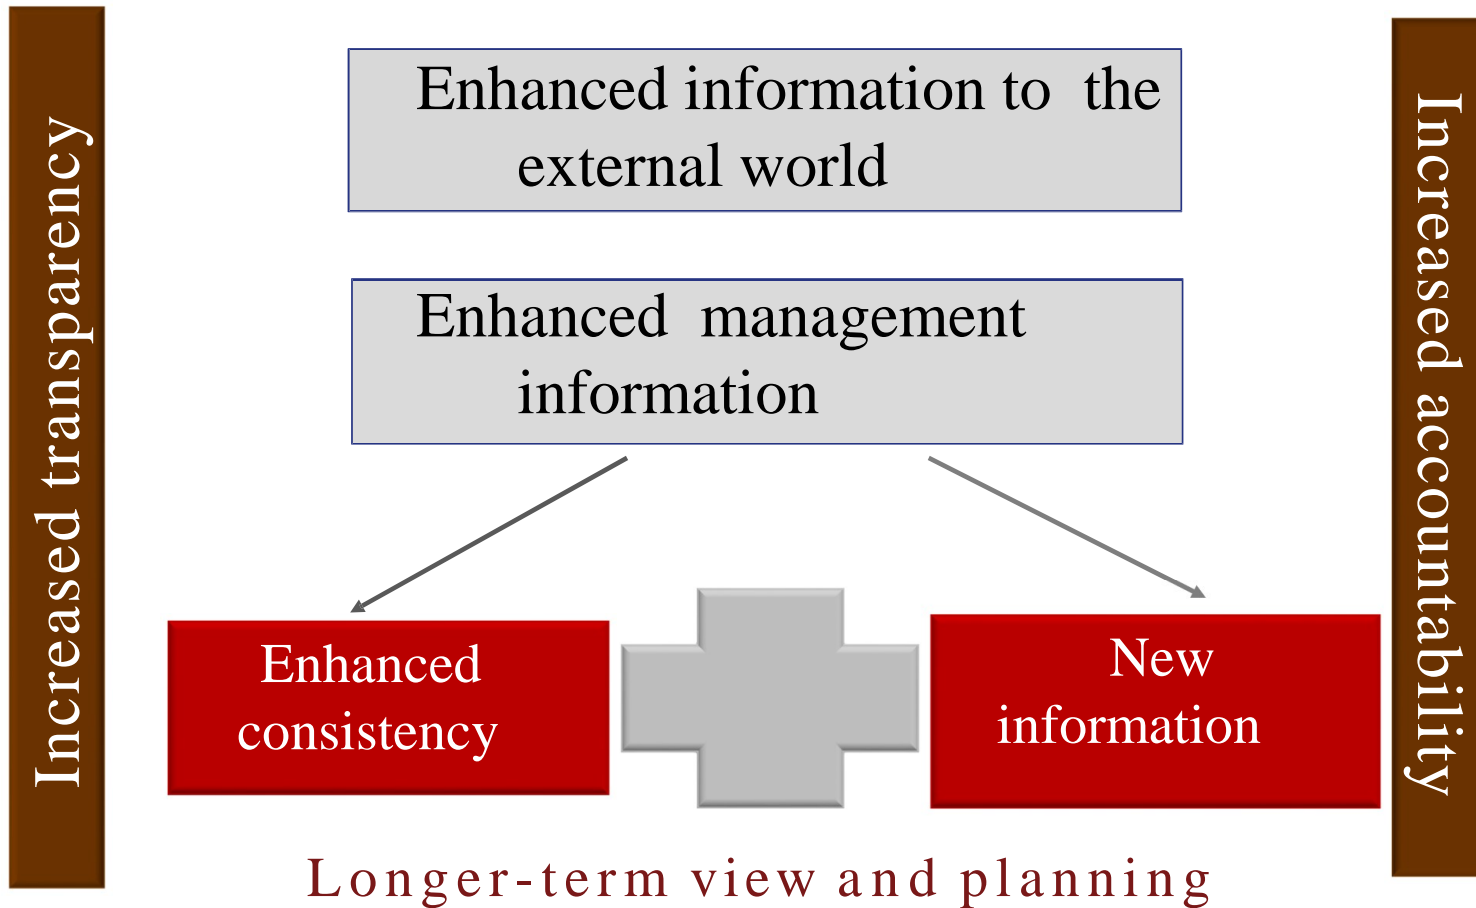 Increased transparency
Enhanced information to the
external world
Enhanced management
information
Enhanced
consistency
New
information
Increased accountability
Longer-term view and planning